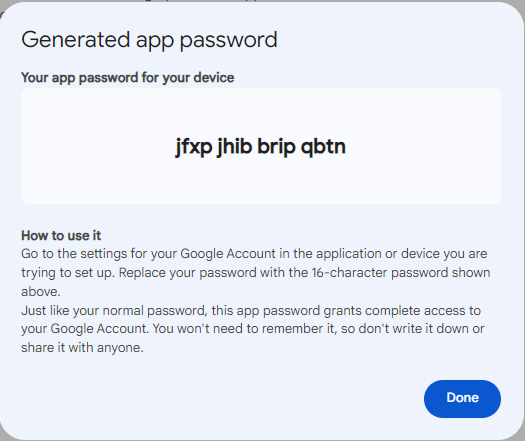 Generated app password
Your app password for your device
jfxp jhib brip qbtn
How to use it
Go to the settings for your Google Account in the application or device you are
trying to set up. Replace your password with the 16-character password shown
above.
Just like your normal password, this app password grants complete access to
your Google Account. You won't need to remember it, so don't write it down or
share it with anyone.
Done